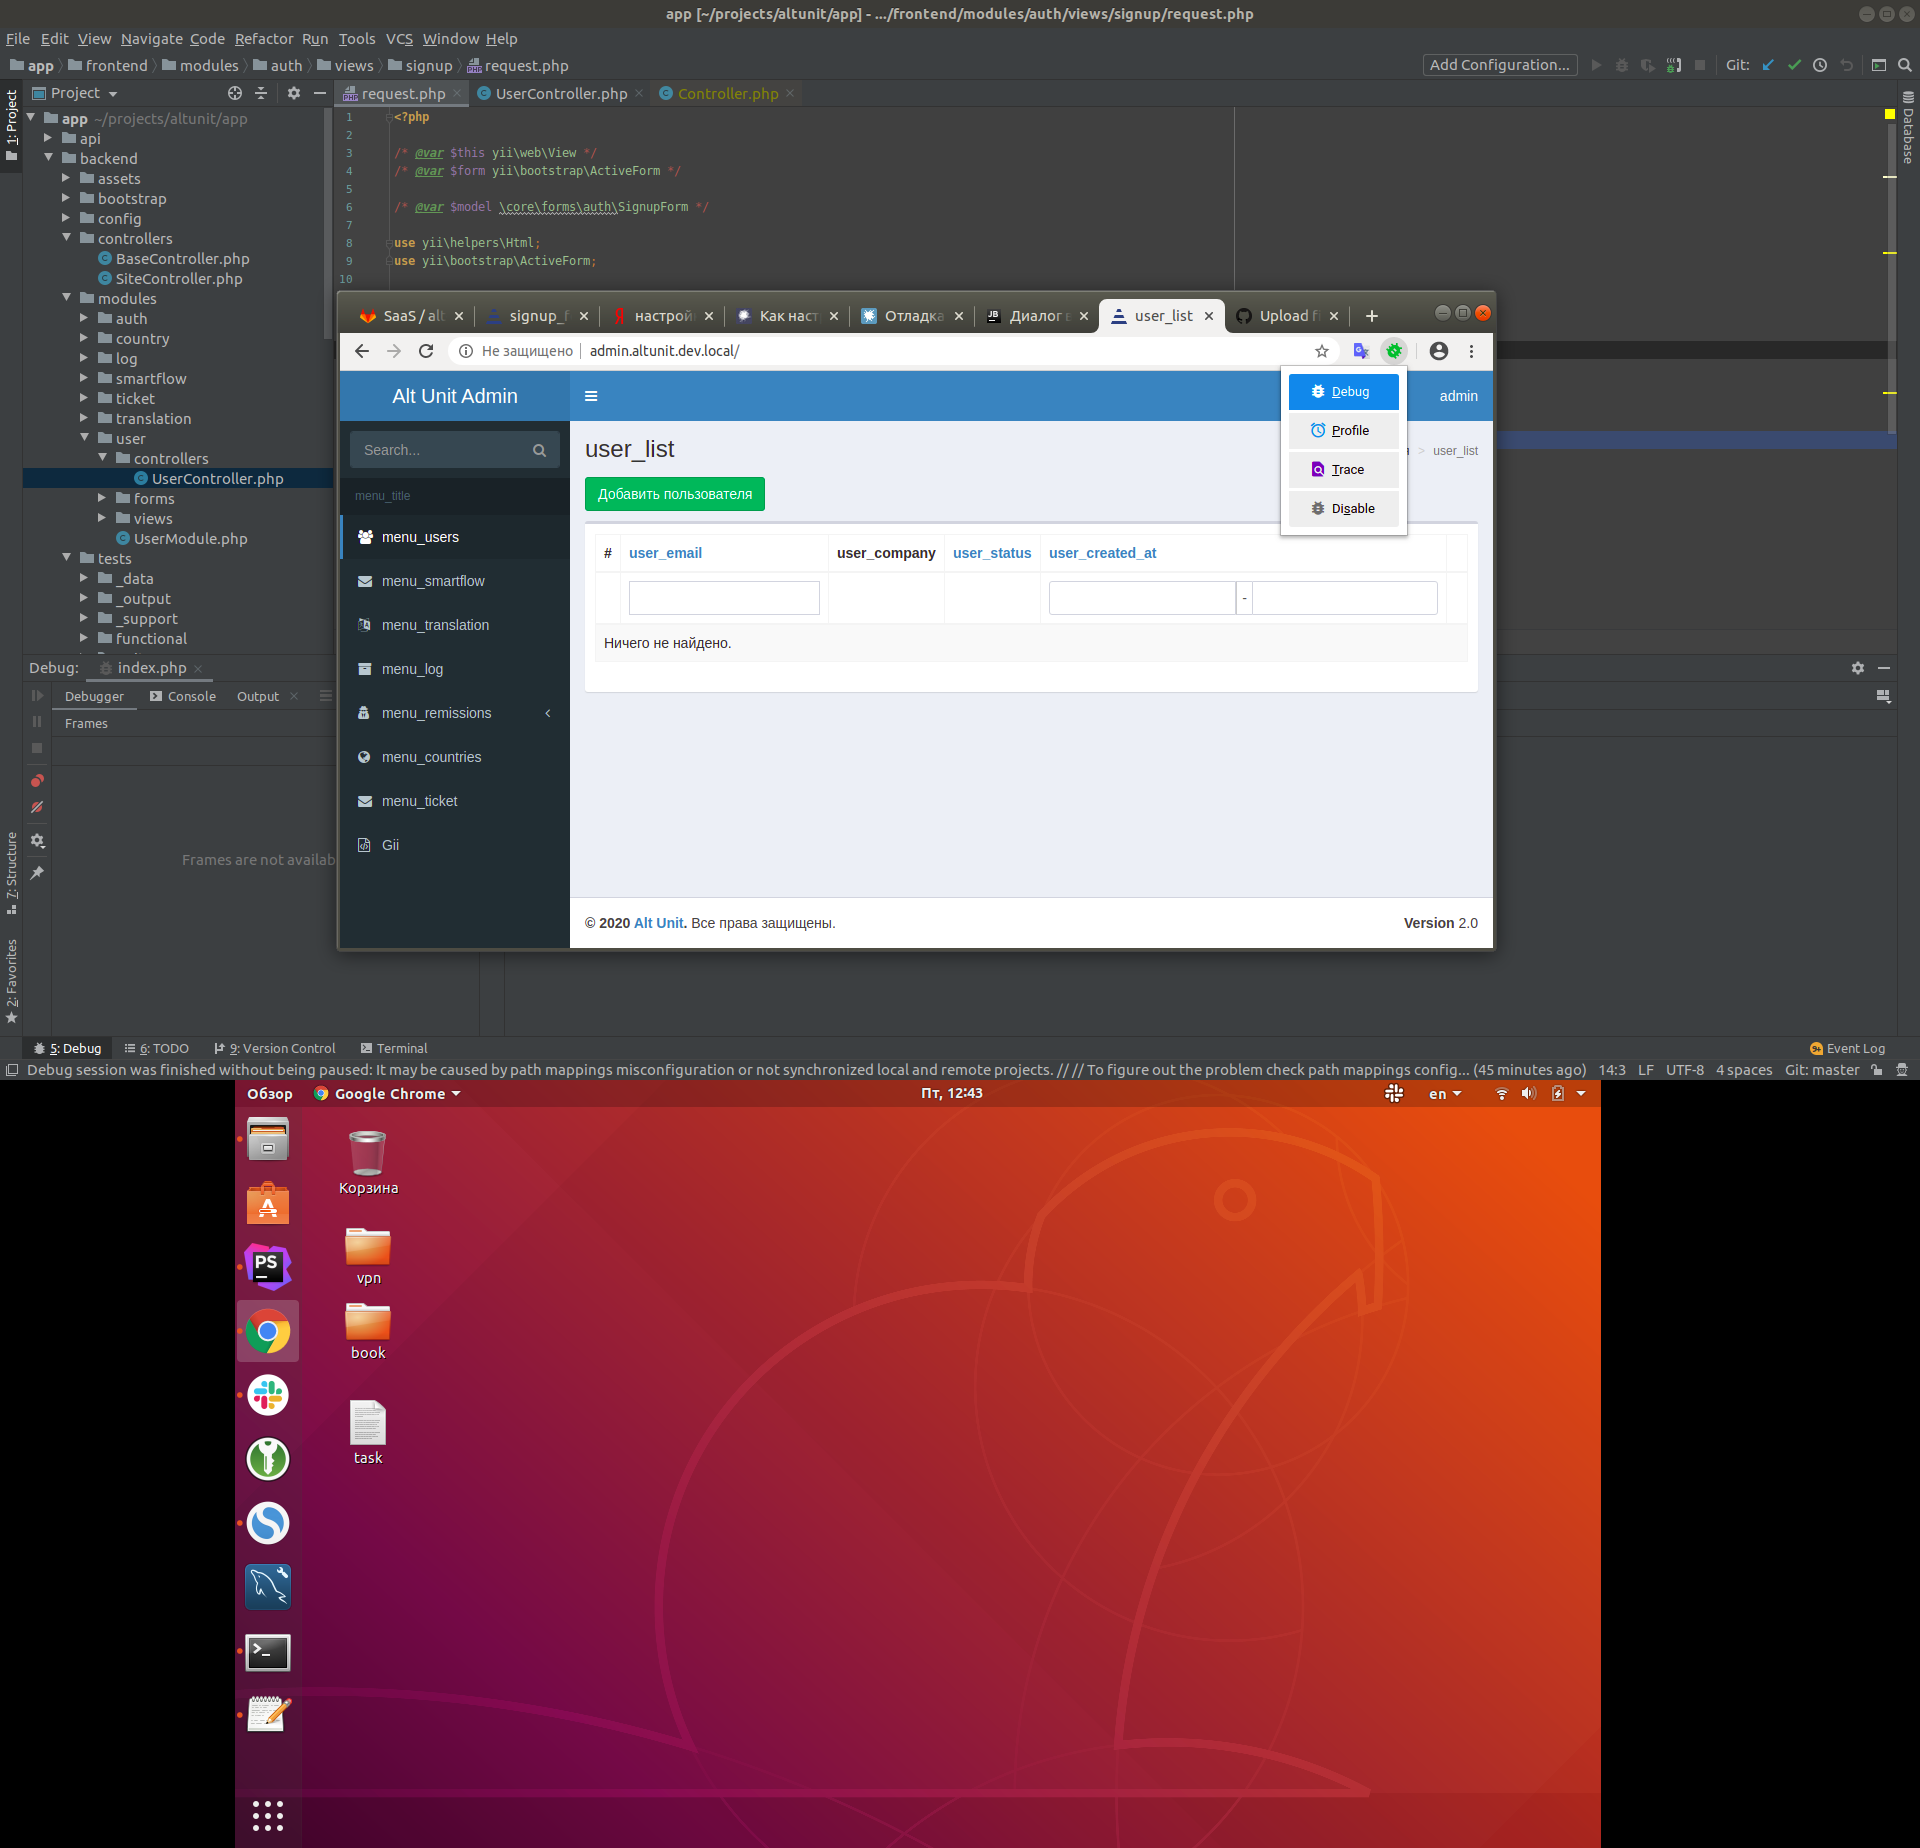 app [~/projects/altunit/app] - .../frontend/modules/auth/views/signup/request.php
File Edit View Navigate Code Refactor Run Tools VCS Window Help
app frontend modules auth views signup request.php
Add Configuration... Git:
1: Project
Project
request.php UserController.php Controller.php
Database
app ~/projects/altunit/app
api
backend
assets
bootstrap
config
controllers
BaseController.php
SiteController.php
modules
auth
country
log
smartflow
ticket
translation
user
controllers
UserController.php
forms
views
UserModule.php
tests
_data
_output
_support
functional
1 <?php
2
3 /* @var $this yii\web\View */
4 /* @var $form yii\bootstrap\ActiveForm */
5
6 /* @var $model \core\forms\auth\SignupForm */
7
8 use yii\helpers\Html;
9 use yii\bootstrap\ActiveForm;
10
SaaS / alt signup_f настрой Как наст Отладка Диалог в user_list Upload f
Не защищено admin.altunit.dev.local/
Debug
Profile
Trace
Disable
Alt Unit Admin
admin
Search...
menu_title
menu_users
menu_smartflow
menu_translation
menu_log
menu_remissions
menu_countries
menu_ticket
Gii
user_list
а > user_list
Добавить пользователя
# user_email user_company user_status user_created_at
-
Ничего не найдено.
© 2020 Alt Unit. Все права защищены.
Version 2.0
Debug: index.php
Debugger Console Output
Frames
Frames are not availab
7: Structure
2: Favorites
5: Debug 6: TODO 9: Version Control Terminal
Event Log
Debug session was finished without being paused: It may be caused by path mappings misconfiguration or not synchronized local and remote projects. // // To figure out the problem check path mappings config... (45 minutes ago) 14:3 LF UTF-8 4 spaces Git: master
Обзор Google Chrome Пт, 12:43 en
Корзина
vpn
book
task
PS